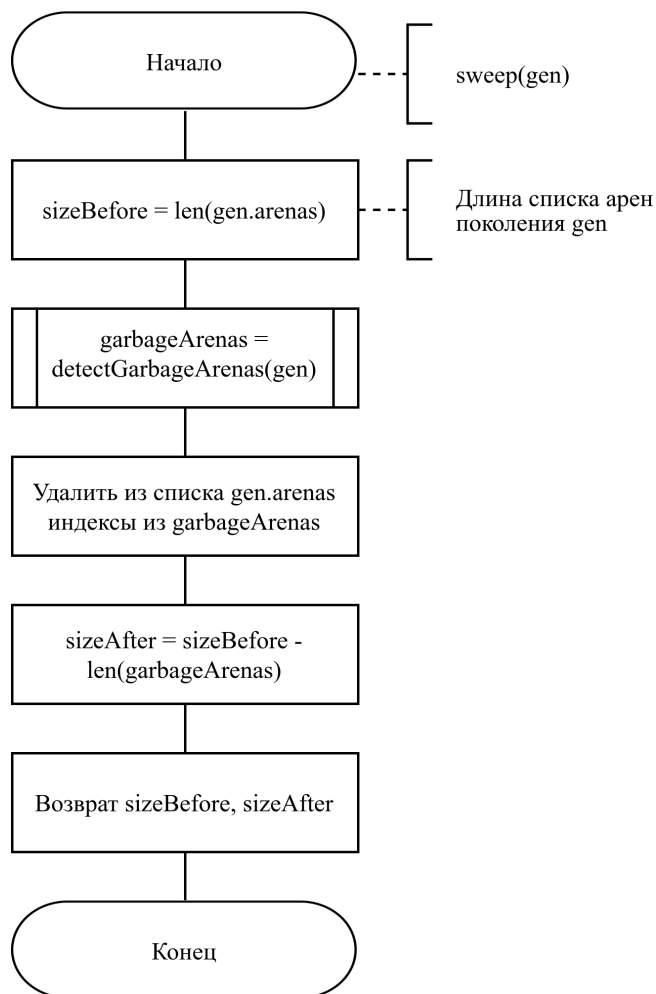 Начало
sweep(gen)
sizeBefore = len(gen.arenas)
Длина списка арен
поколения gen
garbageArenas =
detectGarbageArenas(gen)
Удалить из списка gen.arenas
индексы из garbageArenas
sizeAfter = sizeBefore -
len(garbageArenas)
Возврат sizeBefore, sizeAfter
Конец